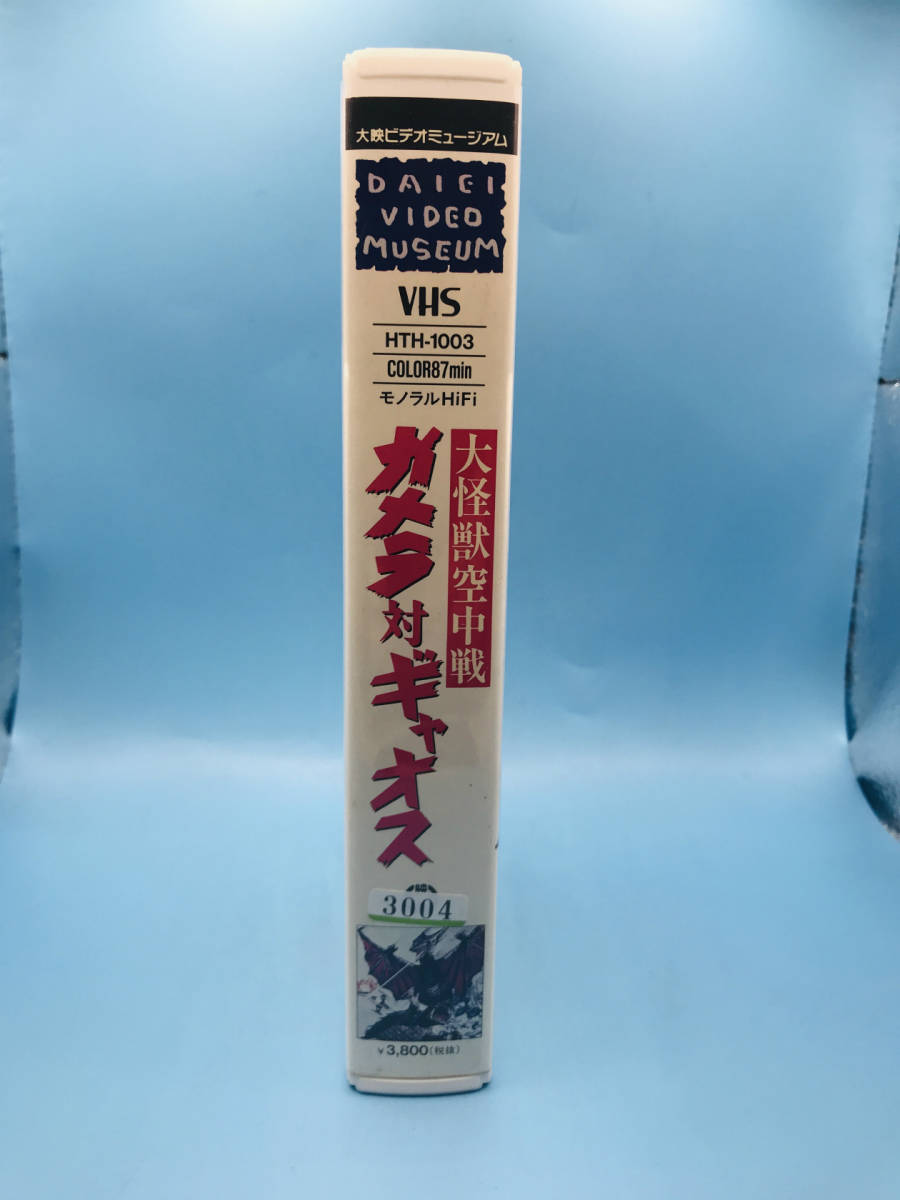 大映ビデオミュージアム
DAIEI
VIDEO
MUSEUM
VHS
HTH-1003
COLOR87min
モノラルHiFi
大怪獣空中戦
ガメラ対ギャオス
3004
¥3,800(税抜)